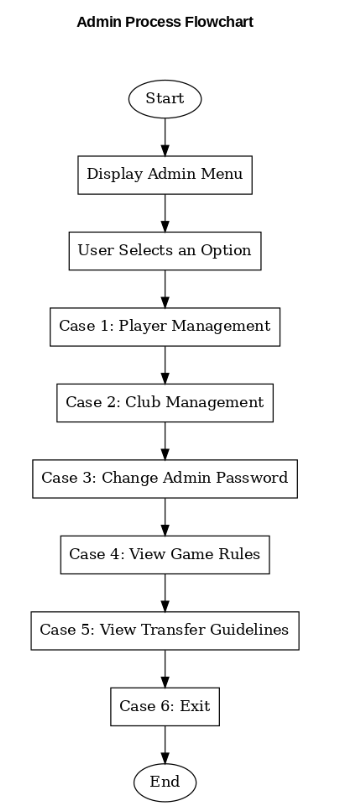 Admin Process Flowchart
Start
Display Admin Menu
User Selects an Option
Case 1: Player Management
Case 2: Club Management
Case 3: Change Admin Password
Case 4: View Game Rules
Case 5: View Transfer Guidelines
Case 6: Exit
End